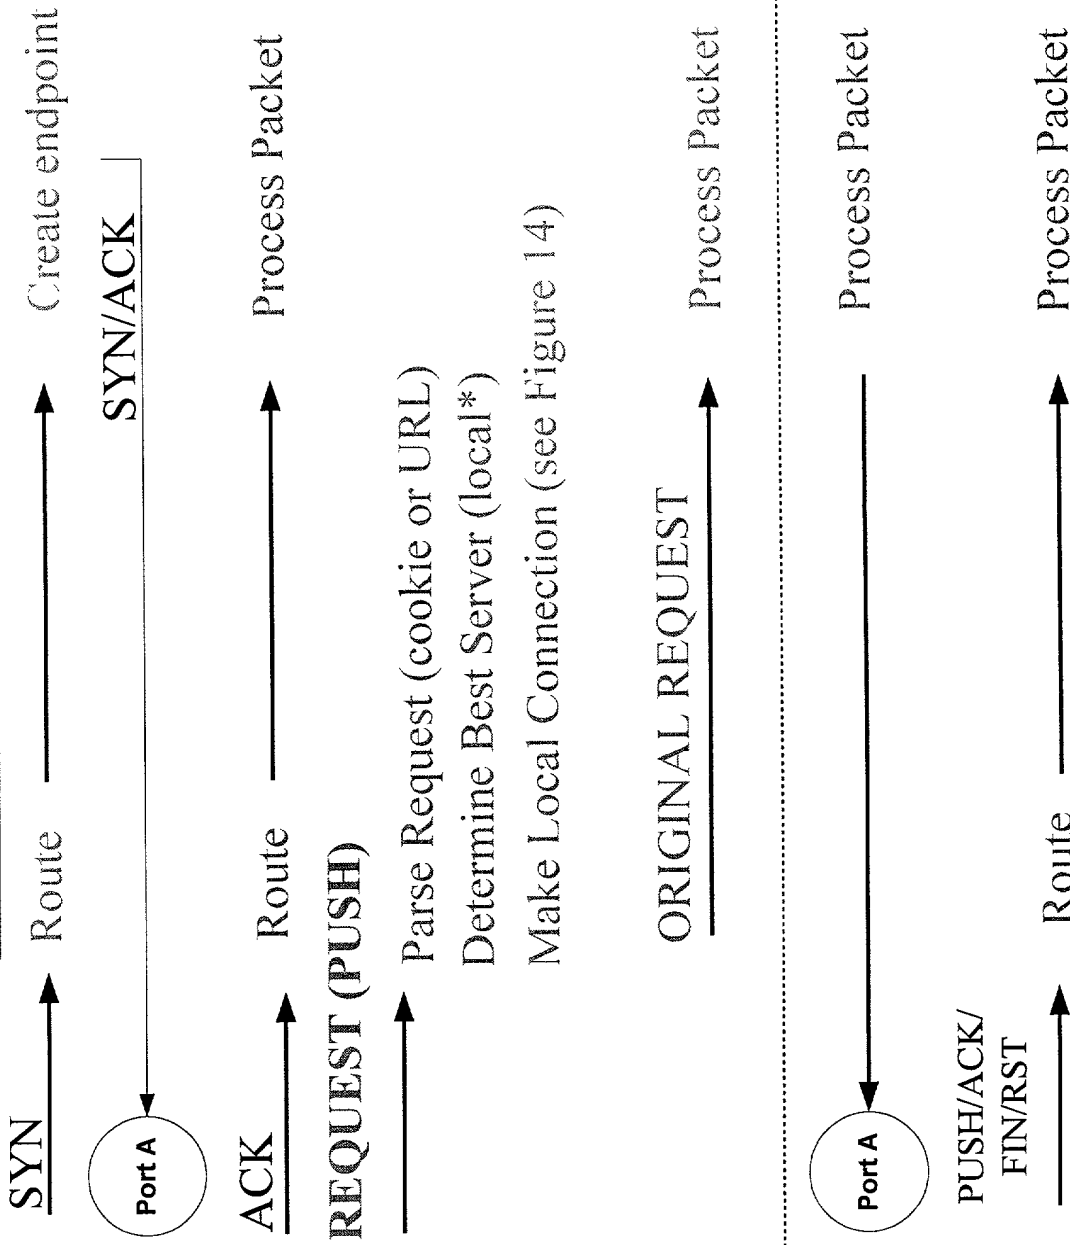 SYN
Route
Create endpoint
SYN/ACK
Port A
ACK
Route
Process Packet
REQUEST (PUSH)
Parse Request (cookie or URL)
Determine Best Server (local*)
Make Local Connection (see Figure 14)
ORIGINAL REQUEST
Process Packet
Port A
Process Packet
PUSH/ACK/
FIN/RST
Route
Process Packet